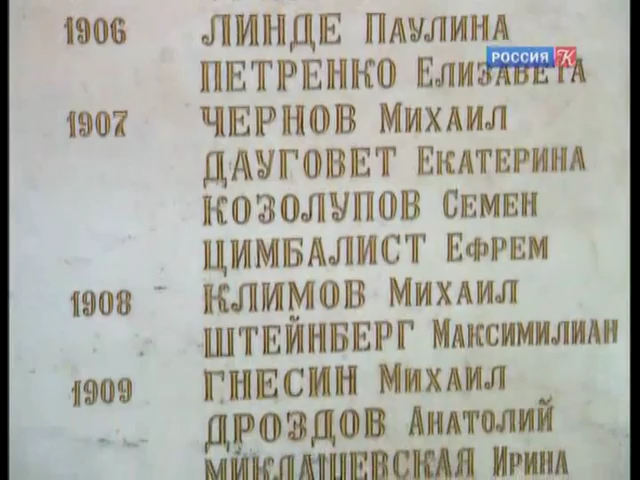 1906 ЛИНДЕ ПАУЛИНА
РОССИЯ К
ПЕТРЕНКО ЕЛИЗАВЕТА
1907 ЧЕРНОВ МИХАИЛ
ДАУГОВЕТ ЕКАТЕРИНА
КОЗОЛУПОВ СЕМЕН
ЦИМБАЛИСТ ЕФРЕМ
1908 КЛИМОВ МИХАИЛ
ШТЕЙНБЕРГ МАКСИМИЛИАН
1909 ГНЕСИН МИХАИЛ
ДРОЗДОВ АНАТОЛИЙ
МИКЛАШЕВСКАЯ ИРИНА